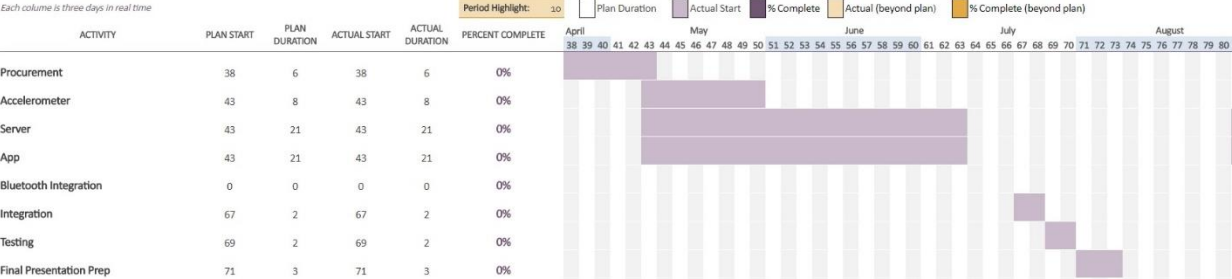 Each colume is three days in real time Period Highlight: 10 Plan Duration Actual Start % Complete Actual (beyond plan) % Complete (beyond plan)
ACTIVITY PLAN START PLAN DURATION ACTUAL START ACTUAL DURATION PERCENT COMPLETE April May June July August
38 39 40 41 42 43 44 45 46 47 48 49 50 51 52 53 54 55 56 57 58 59 60 61 62 63 64 65 66 67 68 69 70 71 72 73 74 75 76 77 78 79 80
Procurement 38 6 38 6 0%
Accelerometer 43 8 43 8 0%
Server 43 21 43 21 0%
App 43 21 43 21 0%
Bluetooth Integration 0 0 0 0 0%
Integration 67 2 67 2 0%
Testing 69 2 69 2 0%
Final Presentation Prep 71 3 71 3 0%